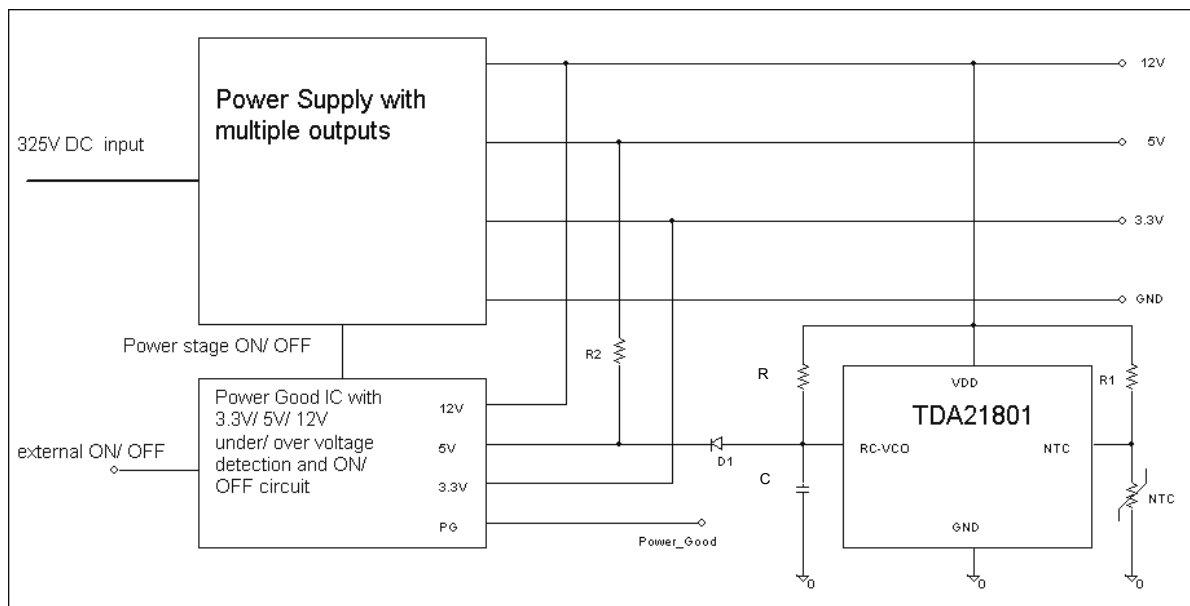 Power Supply with
multiple outputs
325V DC input
12V
5V
3.3V
GND
Power stage ON/ OFF
R2
R
R1
Power Good IC with
3.3V/ 5V/ 12V
under/ over voltage
detection and ON/
OFF circuit
12V
5V
3.3V
PG
external ON/ OFF
D1
C
VDD
TDA21801
RC-VCO
NTC
GND
NTC
Power_Good
0
0
0